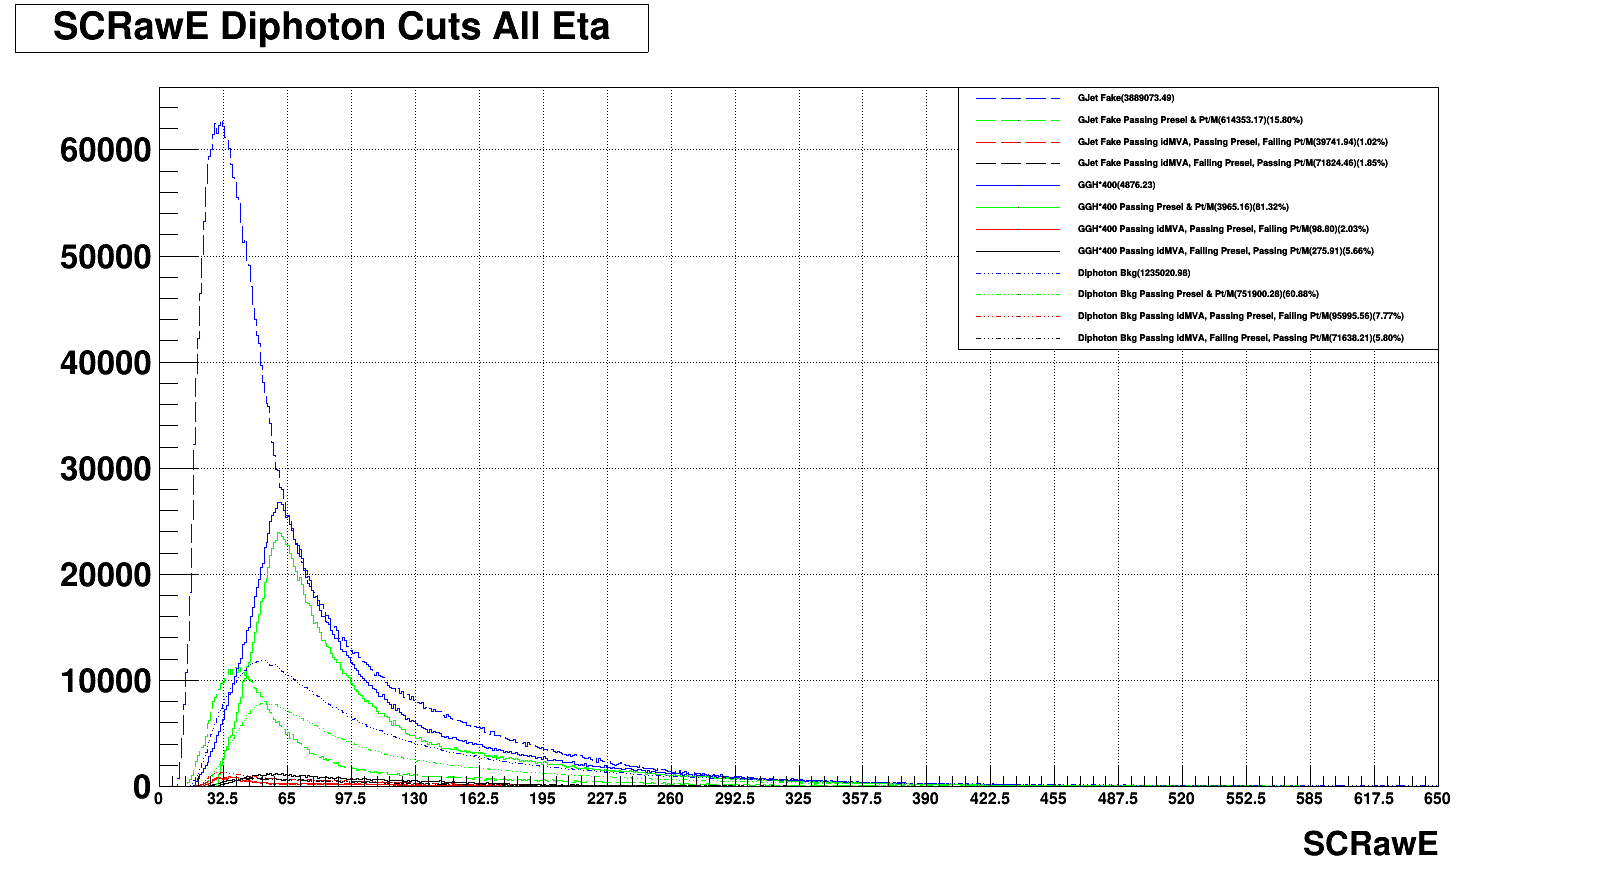 SCRawE Diphoton Cuts All Eta
GJet Fake(3889073.49)
GJet Fake Passing Presel & Pt/M(614353.17)(15.80%)
GJet Fake Passing idMVA, Passing Presel, Failing Pt/M(39741.94)(1.02%)
GJet Fake Passing idMVA, Failing Presel, Passing Pt/M(71824.46)(1.85%)
GGH*400(4876.23)
GGH*400 Passing Presel & Pt/M(3965.16)(81.32%)
GGH*400 Passing idMVA, Passing Presel, Failing Pt/M(98.80)(2.03%)
GGH*400 Passing idMVA, Failing Presel, Passing Pt/M(275.91)(5.66%)
Diphoton Bkg(1235020.98)
Diphoton Bkg Passing Presel & Pt/M(751900.28)(60.88%)
Diphoton Bkg Passing idMVA, Passing Presel, Failing Pt/M(95995.56)(7.77%)
Diphoton Bkg Passing idMVA, Failing Presel, Passing Pt/M(71638.21)(5.80%)
60000
50000
40000
30000
20000
10000
0
0 32.5 65 97.5 130 162.5 195 227.5 260 292.5 325 357.5 390 422.5 455 487.5 520 552.5 585 617.5 650
SCRawE